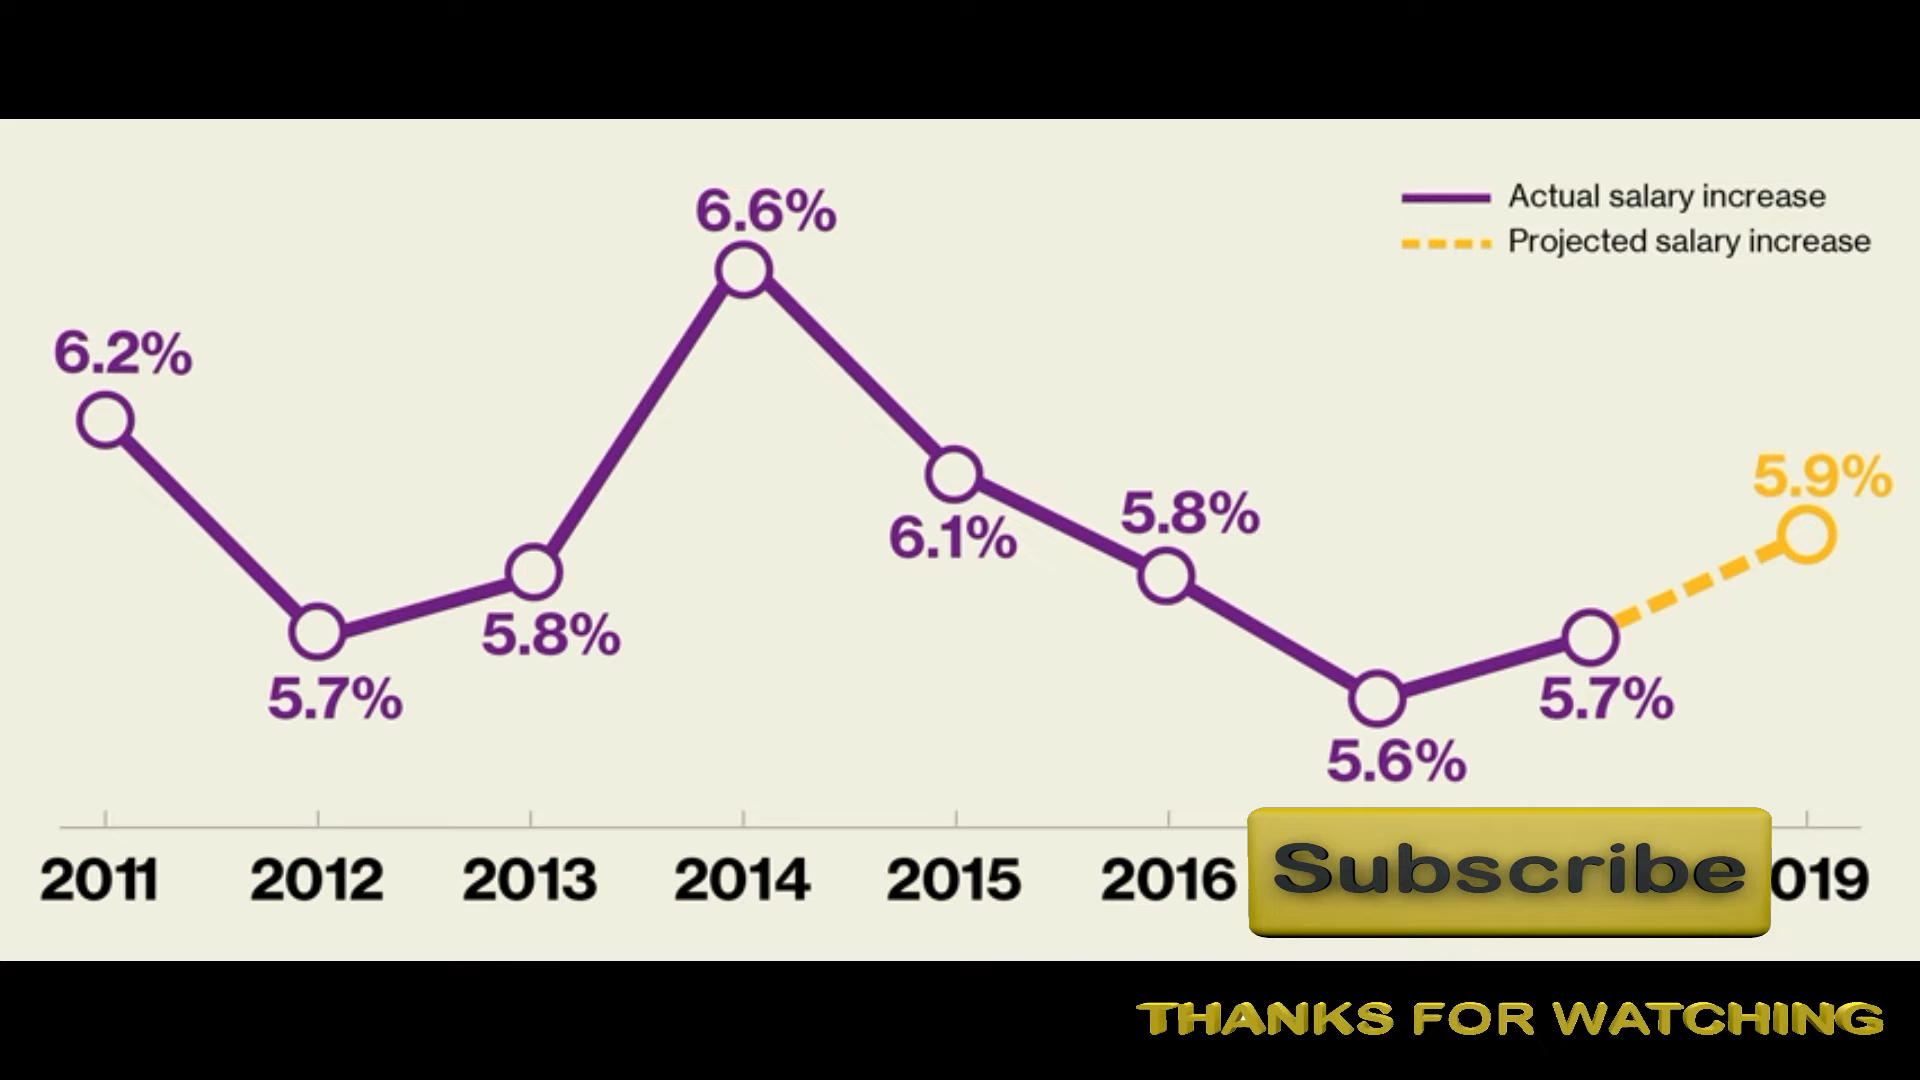 6.6%
Actual salary increase
Projected salary increase
6.2%
5.9%
5.8%
6.1%
5.8%
5.7%
5.7%
5.6%
2011 2012 2013 2014 2015 2016 Subscribe 019
THANKS FOR WATCHING